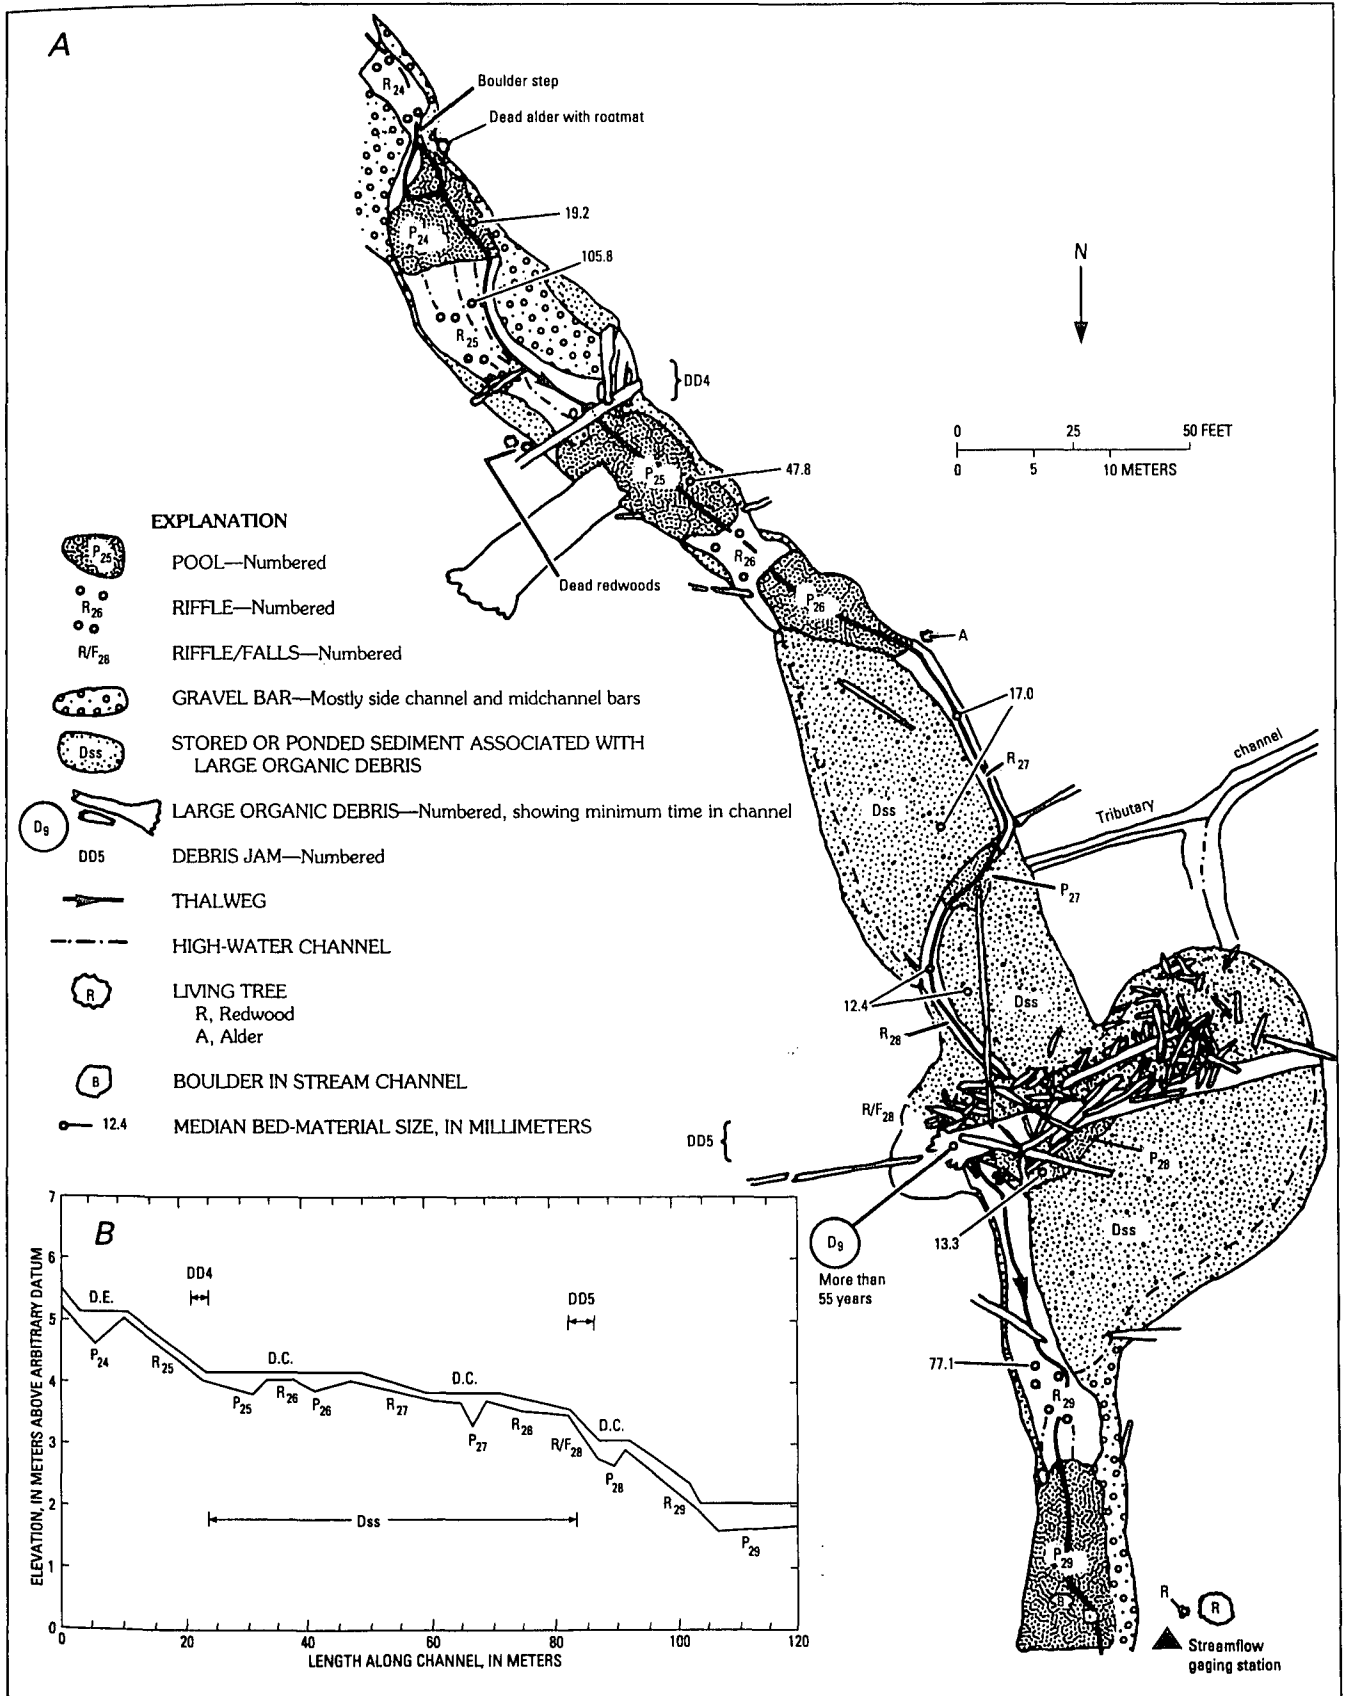 A
R24
Boulder step
Dead alder with rootmat
19.2
P24
105.8
N
R25
DD4
0 25 50 FEET
0 5 10 METERS
47.8
P25
R26
Dead redwoods
P26
A
17.0
R27
channel
Tributary
Dss
P27
12.4
Dss
R28
R/F28
DD5
P28
Dss
D9
More than
55 years
13.3
77.1
R29
P29
B
R
R
Streamflow
gaging station
EXPLANATION
P25 POOL—Numbered
R26 RIFFLE—Numbered
R/F28 RIFFLE/FALLS—Numbered
GRAVEL BAR—Mostly side channel and midchannel bars
Dss STORED OR PONDED SEDIMENT ASSOCIATED WITH
LARGE ORGANIC DEBRIS
D9 LARGE ORGANIC DEBRIS—Numbered, showing minimum time in channel
DD5 DEBRIS JAM—Numbered
THALWEG
HIGH-WATER CHANNEL
R LIVING TREE
R, Redwood
A, Alder
B BOULDER IN STREAM CHANNEL
12.4 MEDIAN BED-MATERIAL SIZE, IN MILLIMETERS
B
ELEVATION, IN METERS ABOVE ARBITRARY DATUM
7
6
5
4
3
2
1
0
DD4
DD5
D.E.
D.C.
D.C.
D.C.
P24
R25
P25
R26
P26
R27
P27
R28
R/F28
P28
R29
P29
Dss
0 20 40 60 80 100 120
LENGTH ALONG CHANNEL, IN METERS